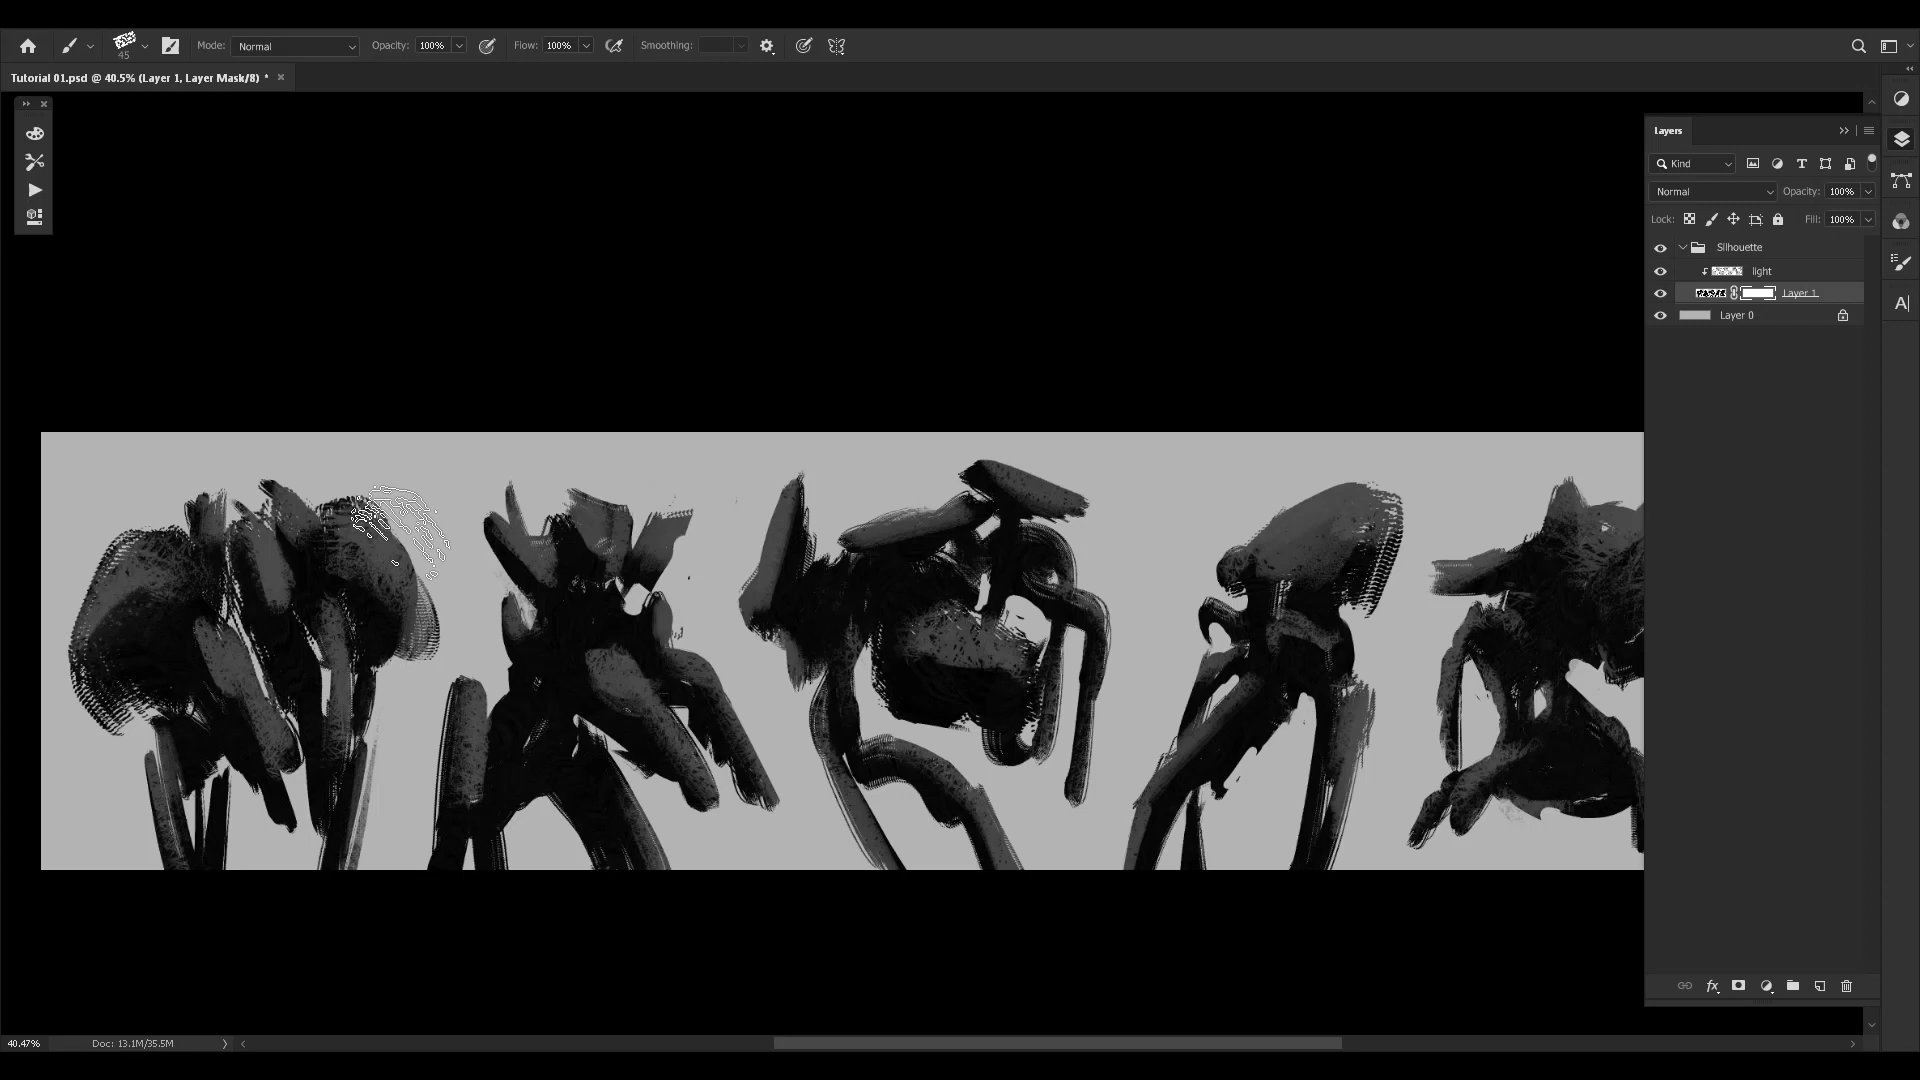 45
Mode: Normal
Opacity: 100%
Flow: 100%
Smoothing:
Tutorial 01.psd @ 40.5% (Layer 1, Layer Mask/8) *
Layers
Kind
T
Normal
Opacity: 100%
Lock:
Fill: 100%
Silhouette
light
Layer 1
Layer 0
A
fx
40.47%
Doc: 13.1M/35.5M